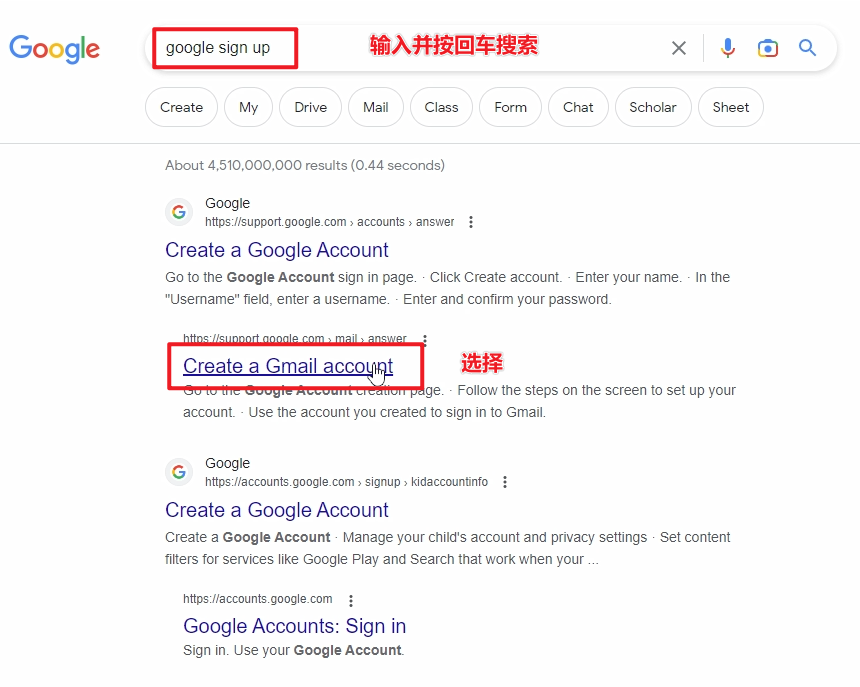 Google
google sign up
输入并按回车搜索
Create
My
Drive
Mail
Class
Form
Chat
Scholar
Sheet
About 4,510,000,000 results (0.44 seconds)
Google
https://support.google.com › accounts › answer
Create a Google Account
Go to the Google Account sign in page. · Click Create account. · Enter your name. · In the
"Username" field, enter a username. · Enter and confirm your password.
https://support.google.com › mail › answer
Create a Gmail account
选择
Go to the Google Account creation page. · Follow the steps on the screen to set up your
account. · Use the account you created to sign in to Gmail.
Google
https://accounts.google.com › signup › kidaccountinfo
Create a Google Account
Create a Google Account · Manage your child's account and privacy settings · Set content
filters for services like Google Play and Search that work when your ...
https://accounts.google.com
Google Accounts: Sign in
Sign in. Use your Google Account.